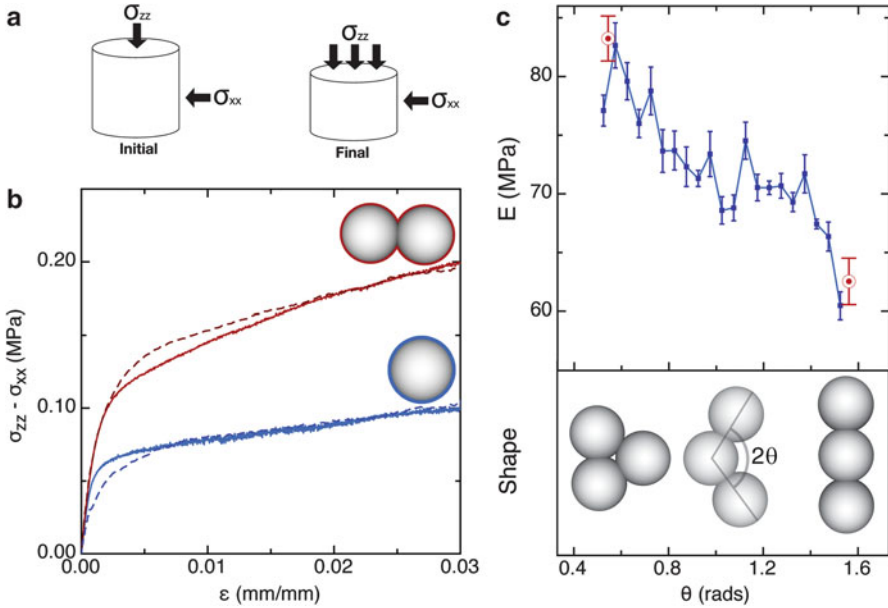 a
σzz
σxx
Initial
σzz
σxx
Final
b
0.20
0.10
0.00
σzz - σxx (MPa)
0.00
0.01
0.02
0.03
ε (mm/mm)
c
80
70
60
E (MPa)
Shape
2θ
0.4
0.8
1.2
1.6
θ (rads)